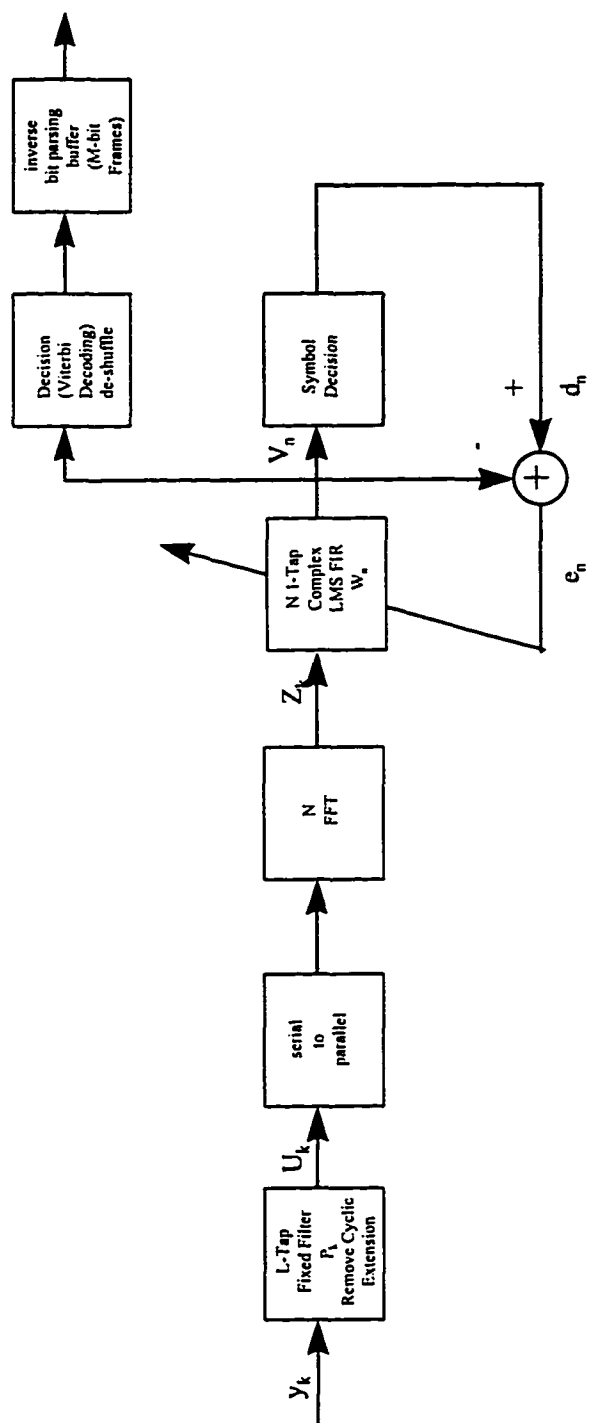 y_k
L-Tap
Fixed Filter
P_k
Remove Cyclic
Extension
U_k
serial
to
parallel
N
FFT
Z_k
N 1-Tap
Complex
LMS FIR
W_n
V_n
Symbol
Decision
Decision
(Viterbi
Decoding)
de-shuffle
inverse
bit parsing
buffer
(M-bit
Frames)
-
+
+
d_n
e_n